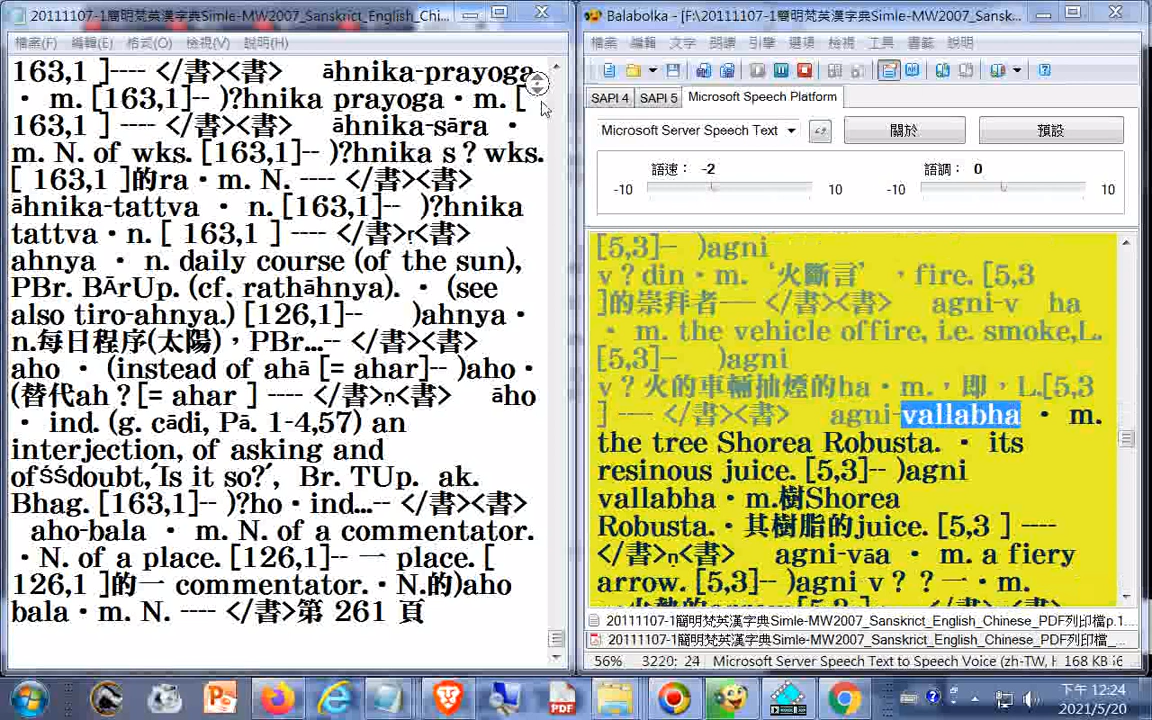 20111107-1簡明梵英漢字典Simle-MW2007_Sanskrict_English_Chi...
檔案(F) 編輯(E) 格式(O) 檢視(V) 說明(H)
163,1 ]---- </書><書> āhnika-prayoga
‧ m. [163,1]-- )?hnika prayoga‧m. [
163,1 ] ---- </書><書> āhnika-sāra ‧
m. N. of wks. [163,1]-- )?hnika s？wks.
[ 163,1 ]的ra‧m. N. ---- </書><書>
āhnika-tattva ‧ n. [163,1]-- )?hnika
tattva‧n. [ 163,1 ] ---- </書>ṛ<書>
ahnya ‧ n. daily course (of the sun),
PBr. BĀrUp. (cf. rathāhnya). ‧ (see
also tiro-ahnya.) [126,1]-- )ahnya‧
n.每日程序(太陽)，PBr...-- </書><書>
aho ‧ (instead of ahā [= ahar]-- )aho‧
(替代ah？[= ahar ] ---- </書>ṇ<書> āho
‧ ind. (g. cādi, Pā. 1-4,57) an
interjection, of asking and
ofśśdoubt,'Is it so?', Br. TUp. ak.
Bhag. [163,1]-- )?ho‧ind...-- </書><書>
aho-bala ‧ m. N. of a commentator.
‧N. of a place. [126,1]-- 一 place. [
126,1 ]的一 commentator.‧N.的)aho
bala‧m. N. ---- </書>第 261 頁
Balabolka - [F:\20111107-1簡明梵英漢字典Simle-MW2007_Sansk...
檔案 編輯 文字 朗讀 引擎 選項 檢視 工具 書籤 說明
SAPI 4 SAPI 5 Microsoft Speech Platform
Microsoft Server Speech Text 關於 預設
語速： -2 語調： 0
-10 10 -10 10
[5,3]-- )agni
v？din‧m. ‘火斷言’，fire. [5,3
]的崇拜者---- </書><書> agni-v ha
‧ m. the vehicle offire, i.e. smoke,L.
[5,3]-- )agni
v？火的車輛抽煙的ha‧m.，即，L.[5,3
] ---- </書><書> agni-vallabha ‧ m.
the tree Shorea Robusta. ‧ its
resinous juice. [5,3]-- )agni
vallabha‧m.樹Shorea
Robusta.‧其樹脂的juice. [5,3 ] ----
</書>ṇ<書> agni-vāa ‧ m. a fiery
arrow. [5,3]-- )agni v？？一‧m.
20111107-1簡明梵英漢字典Simle-MW2007_Sanskrict_English_Chinese_PDF列印檔p.1...
20111107-1簡明梵英漢字典Simle-MW2007_Sanskrict_English_Chinese_PDF列印檔_...
56% 3220: 24 Microsoft Server Speech Text to Speech Voice (zh-TW, H 168 KB
下午 12:24
2021/5/20